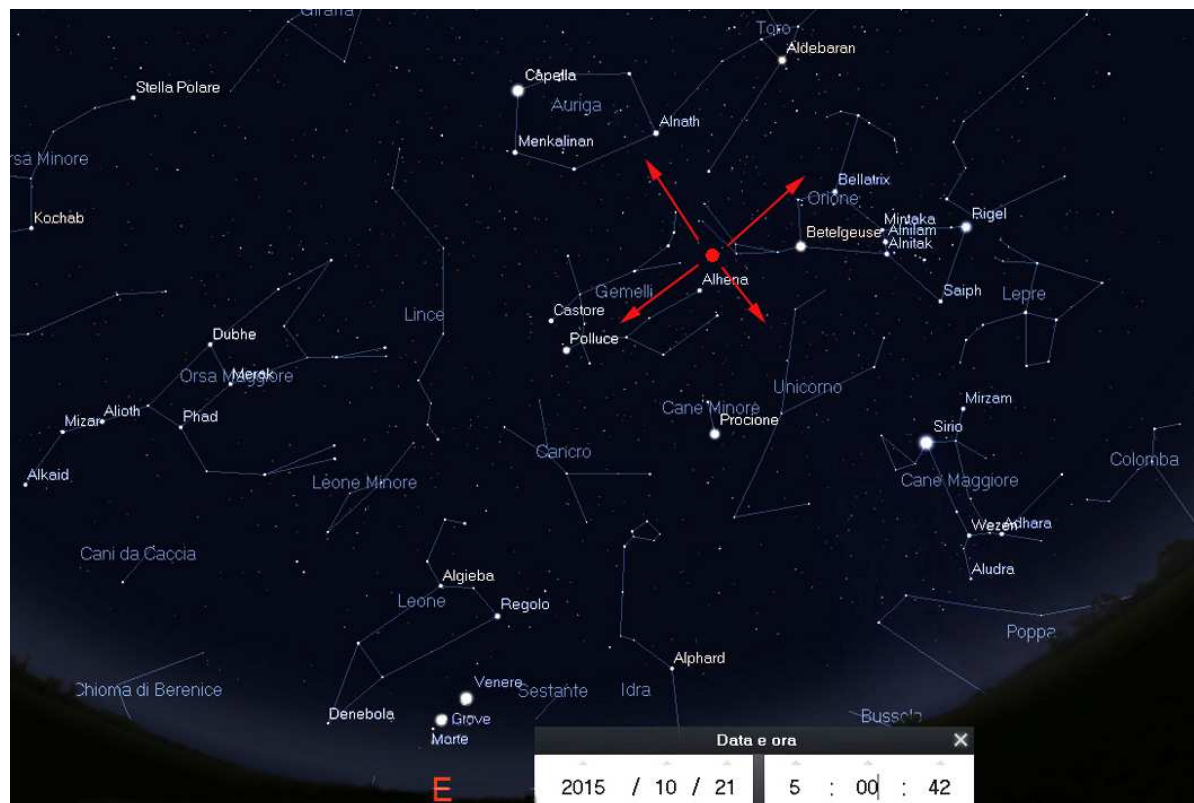 Giraffa
Toro
Aldebaran
Capella
Stella Polare
Auriga
Alnath
Menkalinan
Bellatrix
Orione
Kochab
Mintaka
Rigel
Alnilam
Betelgeuse
Alnitak
Alhena
Gemelli
Saiph
Lepre
Castore
Lince
Dubhe
Polluce
Merak
Orsa Maggiore
Unicorno
Mirzam
Cane Minore
Alioth
Phad
Mizar
Procione
Sirio
Cancro
Colomba
Alkaid
Leone Minore
Cane Maggiore
Wezen
Adhara
Cani da Caccia
Aludra
Algieba
Leone
Regolo
Poppa
Alphard
Venere
Chioma di Berenice
Sestante
Idra
Denebola
Giove
Bussola
Marte
Data e ora
E
2015 / 10 / 21 5 : 00 : 42